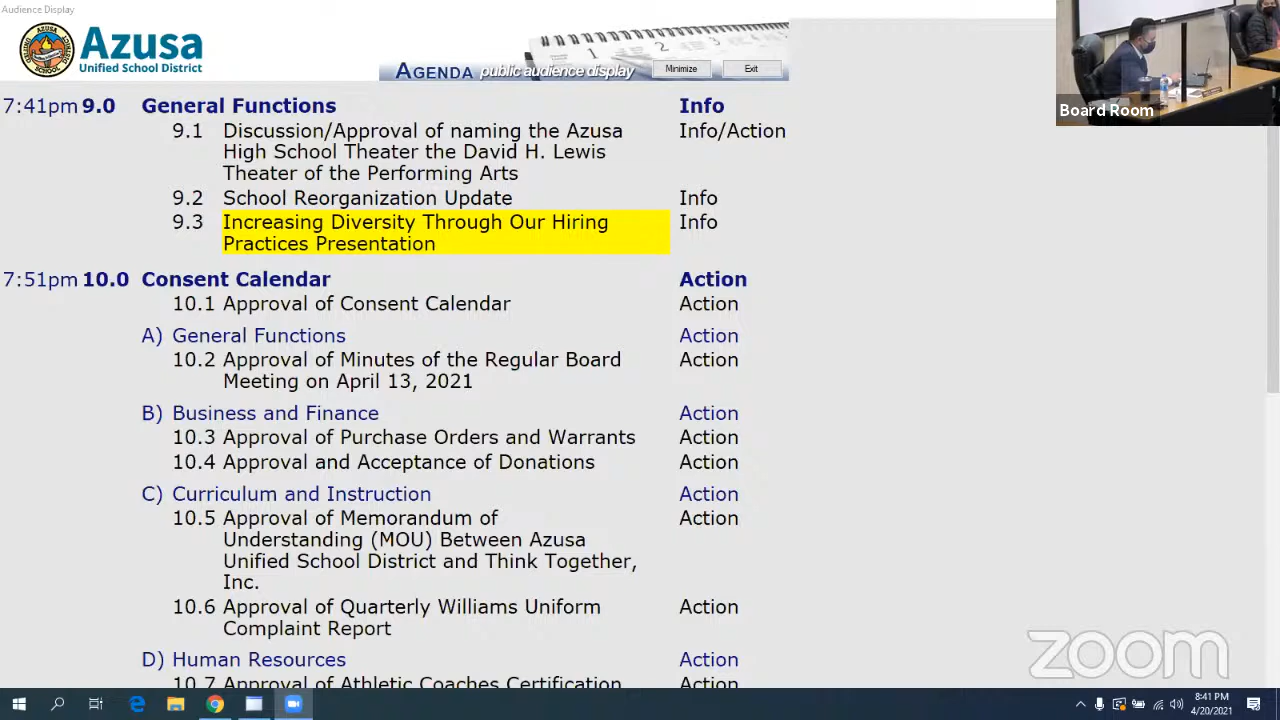 Audience Display
Azusa
Unified School District
AGENDA public audience display
Minimize
Exit
Board Room
7:41pm 9.0 General Functions Info
9.1 Discussion/Approval of naming the Azusa Info/Action
High School Theater the David H. Lewis
Theater of the Performing Arts
9.2 School Reorganization Update Info
9.3 Increasing Diversity Through Our Hiring Info
Practices Presentation
7:51pm 10.0 Consent Calendar Action
10.1 Approval of Consent Calendar Action
A) General Functions Action
10.2 Approval of Minutes of the Regular Board Action
Meeting on April 13, 2021
B) Business and Finance Action
10.3 Approval of Purchase Orders and Warrants Action
10.4 Approval and Acceptance of Donations Action
C) Curriculum and Instruction Action
10.5 Approval of Memorandum of Action
Understanding (MOU) Between Azusa
Unified School District and Think Together,
Inc.
10.6 Approval of Quarterly Williams Uniform Action
Complaint Report
D) Human Resources Action
10.7 Approval of Athletic Coaches Certification Action
zoom
8:41 PM
4/20/2021